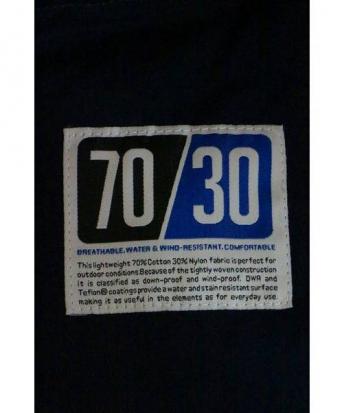 70/30
BREATHABLE, WATER & WIND-RESISTANT, COMFORTABLE
This lightweight 70% Cotton 30% Nylon fabric is perfect for
outdoor conditions. Because of the tightly woven construction
it is classified as down-proof and wind-proof. DWR and
Teflon® coatings provide a water and stain resistant surface
making it as useful in the elements as for everyday use.